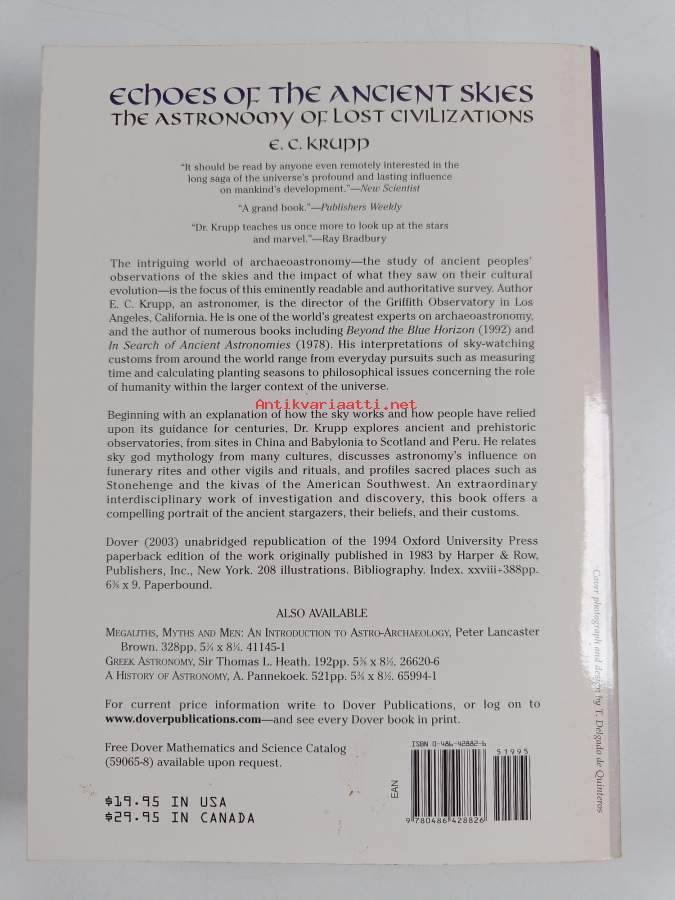 Echoes of the Ancient Skies
The Astronomy of Lost Civilizations
E. C. Krupp
"It should be read by anyone even remotely interested in the
long saga of the universe's profound and lasting influence
on mankind's development."—New Scientist
"A grand book."—Publishers Weekly
"Dr. Krupp teaches us once more to look up at the stars
and marvel."—Ray Bradbury
The intriguing world of archaeoastronomy—the study of ancient peoples'
observations of the skies and the impact of what they saw on their cultural
evolution—is the focus of this eminently readable and authoritative survey. Author
E. C. Krupp, an astronomer, is the director of the Griffith Observatory in Los
Angeles, California. He is one of the world's greatest experts on archaeoastronomy,
and the author of numerous books including Beyond the Blue Horizon (1992) and
In Search of Ancient Astronomies (1978). His interpretations of sky-watching
customs from around the world range from everyday pursuits such as measuring
time and calculating planting seasons to philosophical issues concerning the role
of humanity within the larger context of the universe.
Antikvariaatti.net
Beginning with an explanation of how the sky works and how people have relied
upon its guidance for centuries, Dr. Krupp explores ancient and prehistoric
observatories, from sites in China and Babylonia to Scotland and Peru. He relates
sky god mythology from many cultures, discusses astronomy's influence on
funerary rites and other vigils and rituals, and profiles sacred places such as
Stonehenge and the kivas of the American Southwest. An extraordinary
interdisciplinary work of investigation and discovery, this book offers a
compelling portrait of the ancient stargazers, their beliefs, and their customs.
Dover (2003) unabridged republication of the 1994 Oxford University Press
paperback edition of the work originally published in 1983 by Harper & Row,
Publishers, Inc., New York. 208 illustrations. Bibliography. Index. xxviii+388pp.
6⅛ x 9. Paperbound.
ALSO AVAILABLE
MEGALITHS, MYTHS AND MEN: AN INTRODUCTION TO ASTRO-ARCHAEOLOGY, Peter Lancaster
Brown. 328pp. 5⅜ x 8½. 41145-1
GREEK ASTRONOMY, Sir Thomas L. Heath. 192pp. 5⅜ x 8½. 26620-6
A HISTORY OF ASTRONOMY, A. Pannekoek. 521pp. 5⅜ x 8½. 65994-1
For current price information write to Dover Publications, or log on to
www.doverpublications.com—and see every Dover book in print.
Free Dover Mathematics and Science Catalog
(59065-8) available upon request.
$19.95 IN USA
$29.95 IN CANADA
EAN
ISBN 0-486-42882-6
51995
9 780486 428826
Cover photograph and design by T. Delgado de Quinteros